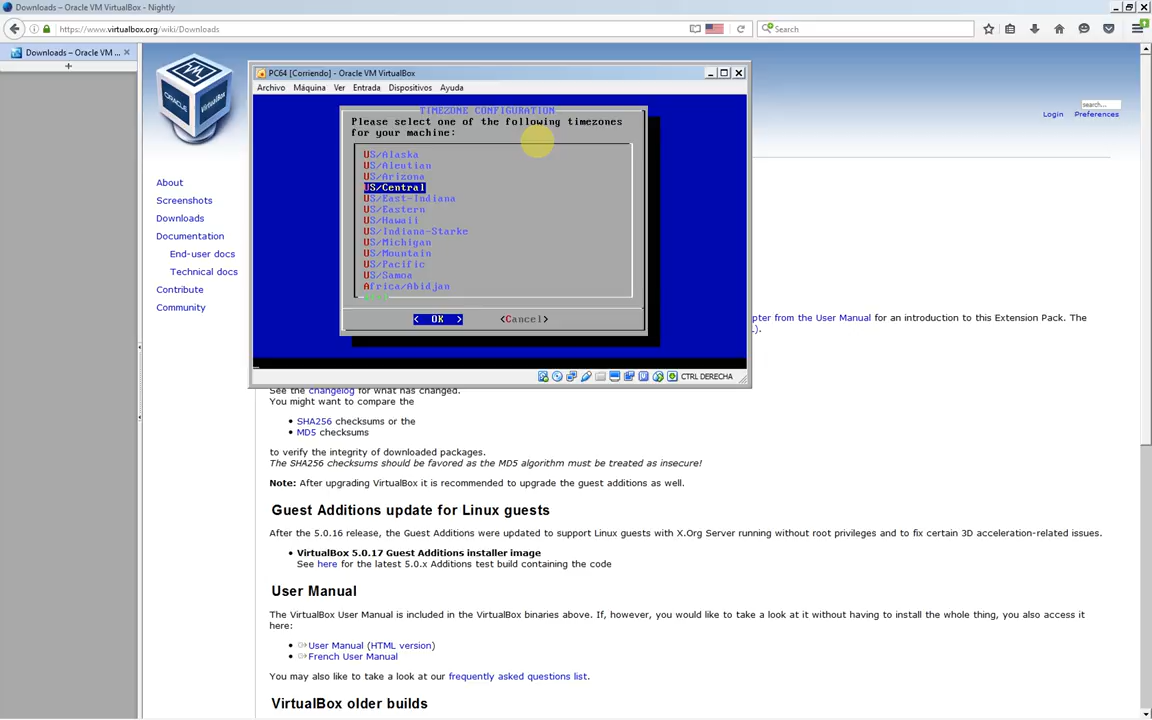 Downloads – Oracle VM VirtualBox - Nightly
https://www.virtualbox.org/wiki/Downloads
Search
Downloads – Oracle VM ...
VirtualBox
search...
Login Preferences
About
Screenshots
Downloads
Documentation
End-user docs
Technical docs
Contribute
Community
PC64 [Corriendo] - Oracle VM VirtualBox
Archivo Máquina Ver Entrada Dispositivos Ayuda
TIMEZONE CONFIGURATION
Please select one of the following timezones
for your machine:
US/Alaska
US/Aleutian
US/Arizona
US/Central
US/East-Indiana
US/Eastern
US/Hawaii
US/Indiana-Starke
US/Michigan
US/Mountain
US/Pacific
US/Samoa
Africa/Abidjan
< OK > <Cancel>
CTRL DERECHA
pter from the User Manual for an introduction to this Extension Pack. The
).
See the changelog for what has changed.
You might want to compare the
• SHA256 checksums or the
• MD5 checksums
to verify the integrity of downloaded packages.
The SHA256 checksums should be favored as the MD5 algorithm must be treated as insecure!
Note: After upgrading VirtualBox it is recommended to upgrade the guest additions as well.
Guest Additions update for Linux guests
After the 5.0.16 release, the Guest Additions were updated to support Linux guests with X.Org Server running without root privileges and to fix certain 3D acceleration-related issues.
• VirtualBox 5.0.17 Guest Additions installer image
See here for the latest 5.0.x Additions test build containing the code
User Manual
The VirtualBox User Manual is included in the VirtualBox binaries above. If, however, you would like to take a look at it without having to install the whole thing, you also access it
here:
• User Manual (HTML version)
• French User Manual
You may also like to take a look at our frequently asked questions list.
VirtualBox older builds